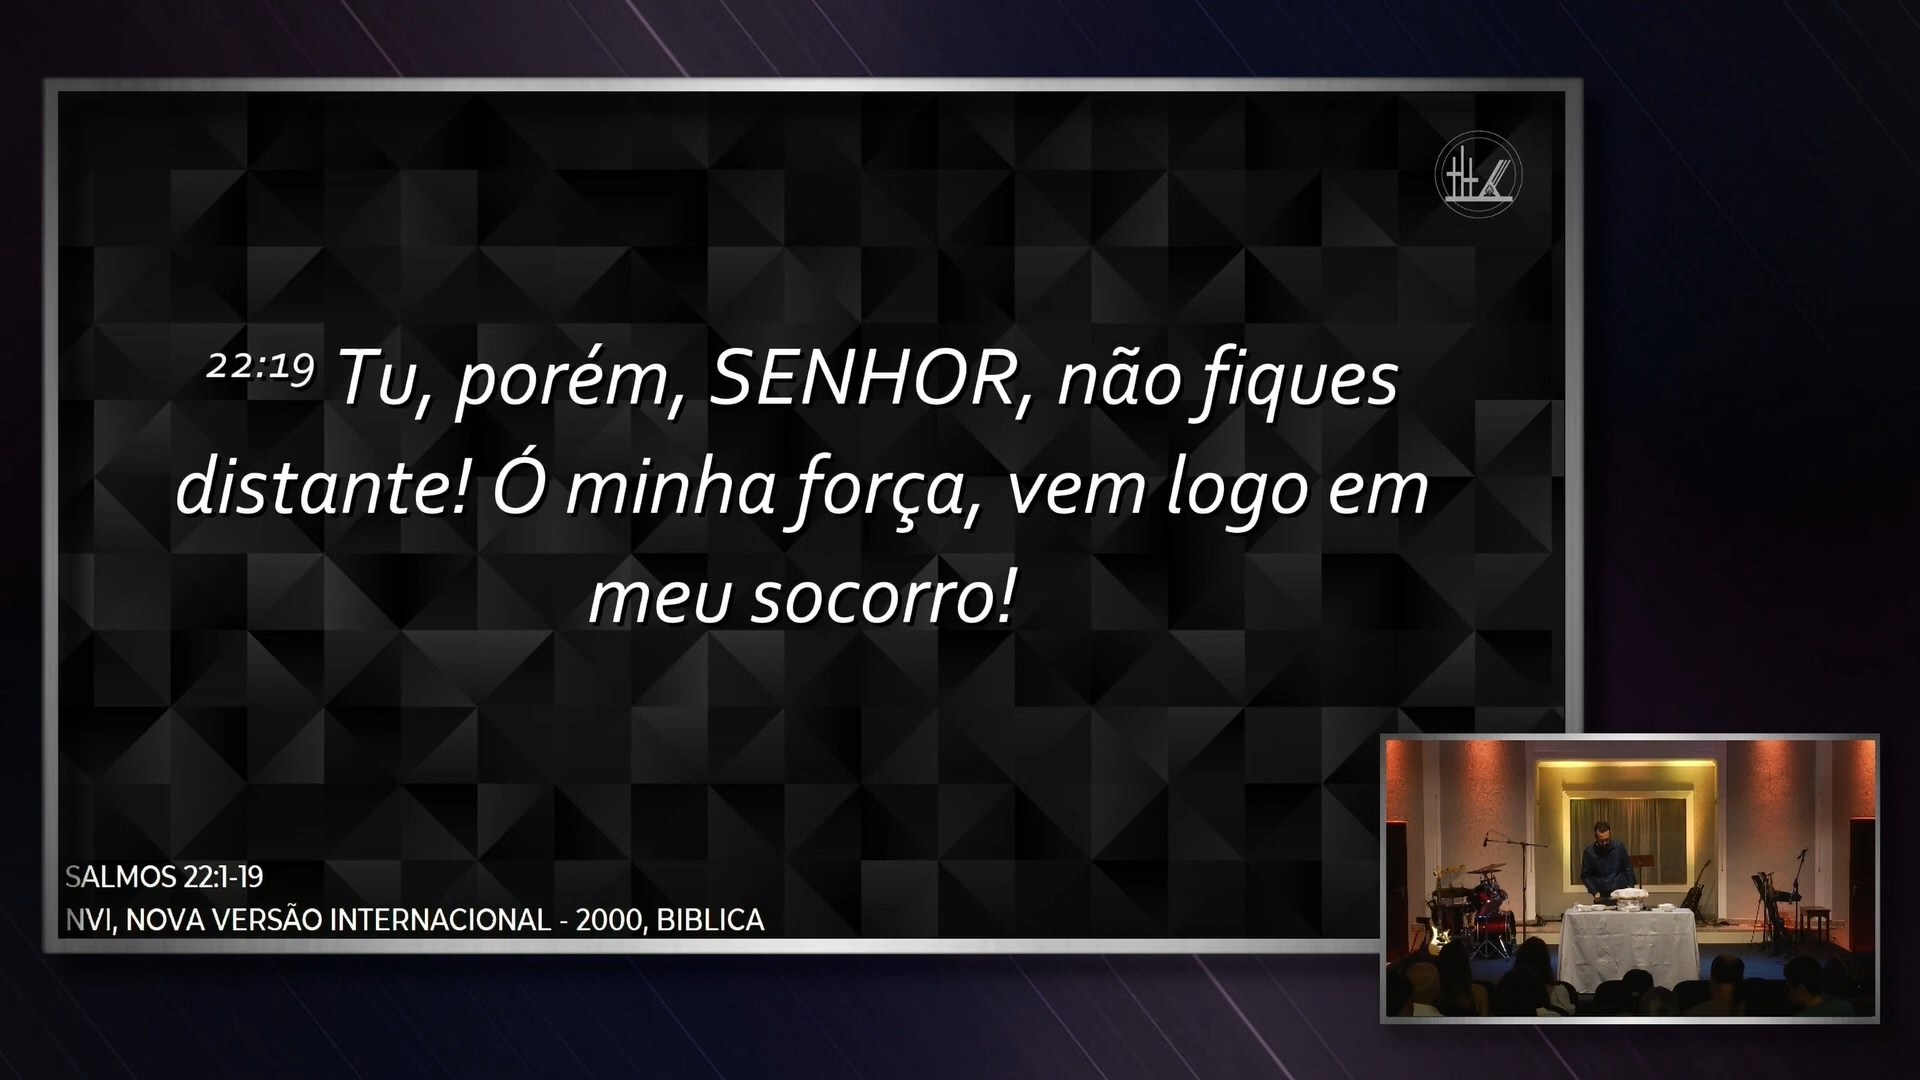 22:19 Tu, porém, SENHOR, não fiques
distante! Ó minha força, vem logo em
meu socorro!
SALMOS 22:1-19
NVI, NOVA VERSÃO INTERNACIONAL - 2000, BIBLICA